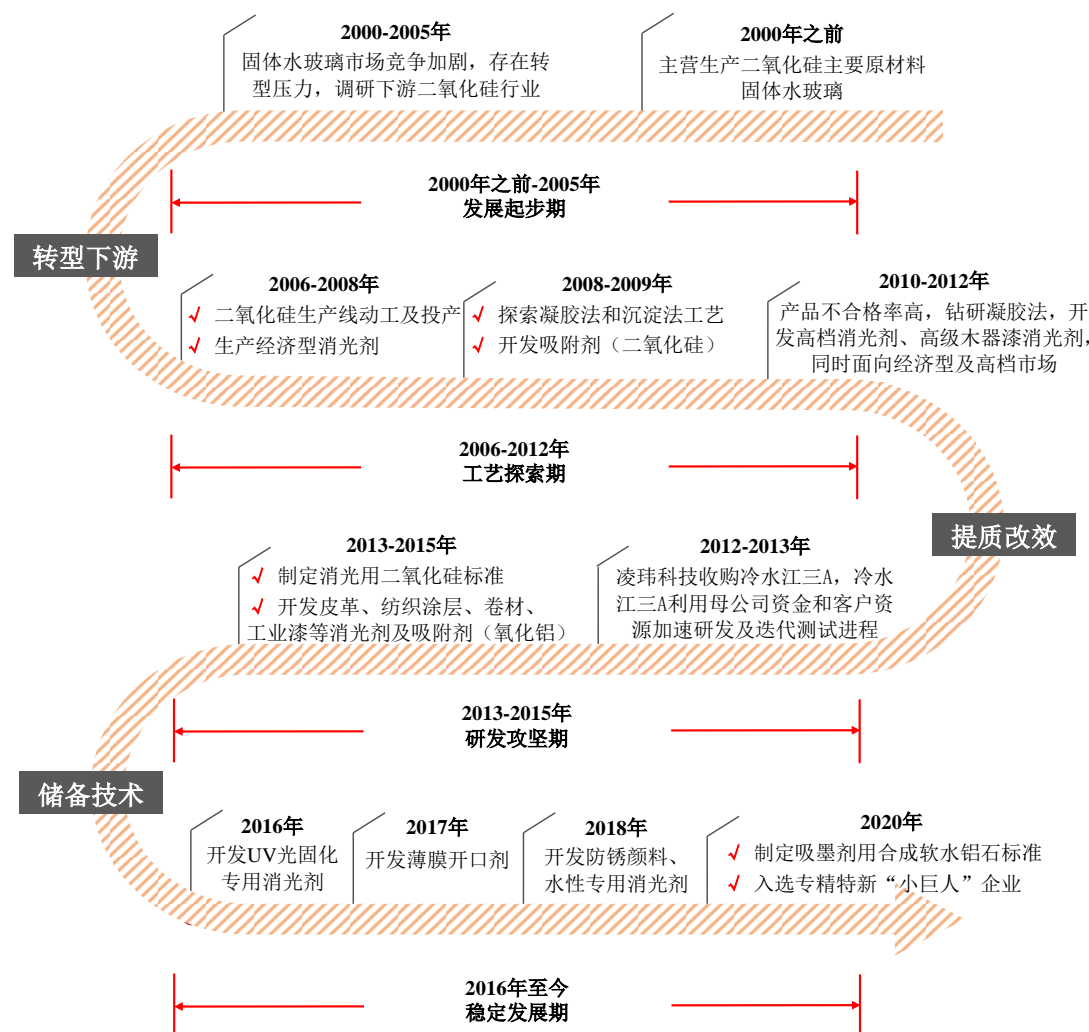 2000-2005年
固体水玻璃市场竞争加剧，存在转
型压力，调研下游二氧化硅行业
2000年之前
主营生产二氧化硅主要原材料
固体水玻璃
2000年之前-2005年
发展起步期
转型下游
2006-2008年
√ 二氧化硅生产线动工及投产
√ 生产经济型消光剂
2008-2009年
√ 探索凝胶法和沉淀法工艺
√ 开发吸附剂（二氧化硅）
2010-2012年
产品不合格率高，钻研凝胶法，开
发高档消光剂、高级木器漆消光剂，
同时面向经济型及高档市场
2006-2012年
工艺探索期
提质改效
2013-2015年
√ 制定消光用二氧化硅标准
√ 开发皮革、纺织涂层、卷材、
工业漆等消光剂及吸附剂（氧化铝）
2012-2013年
凌玮科技收购冷水江三A，冷水
江三A利用母公司资金和客户资
源加速研发及迭代测试进程
2013-2015年
研发攻坚期
储备技术
2016年
开发UV光固化
专用消光剂
2017年
开发薄膜开口剂
2018年
开发防锈颜料、
水性专用消光剂
2020年
√ 制定吸墨剂用合成软水铝石标准
√ 入选专精特新“小巨人”企业
2016年至今
稳定发展期